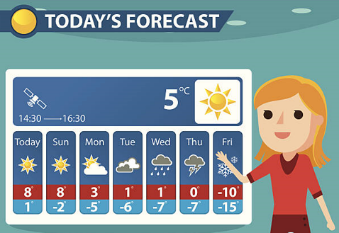 TODAY'S FORECAST
5°C
14:30 16:30
Today Sun Mon Tue Wed Thu Fri
8° 8° 3° 1° 1° 0° -10°
1° -2° -5° -6° -7° -7° -15°